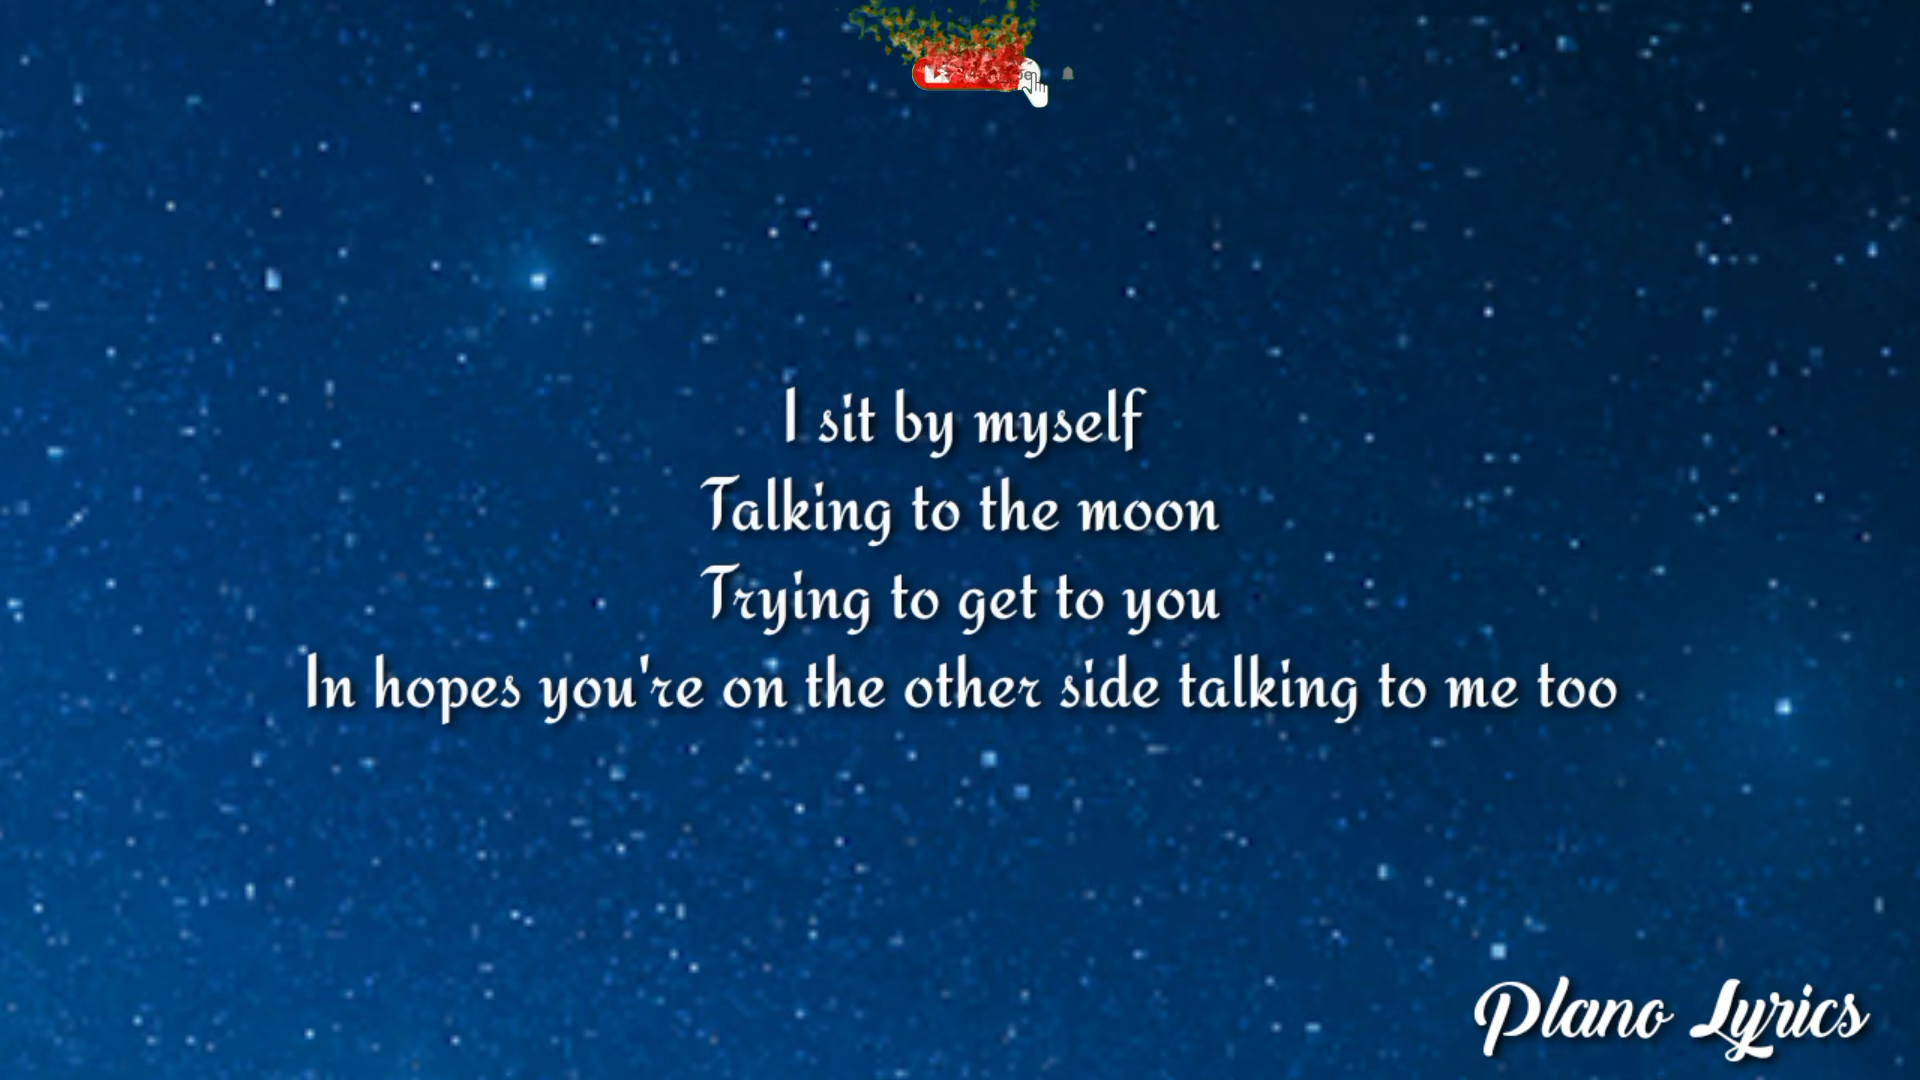 I sit by myself
Talking to the moon
Trying to get to you
In hopes you're on the other side talking to me too
Plano Lyrics